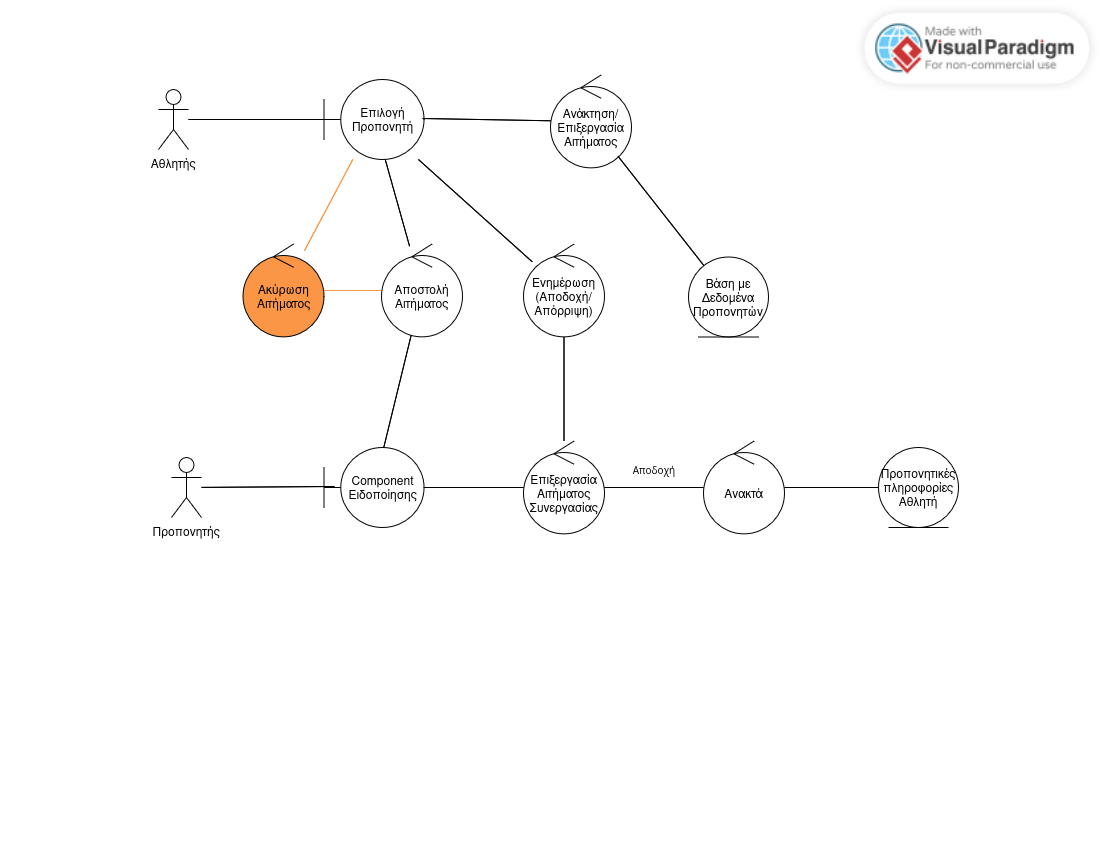 Made with
Visual Paradigm
For non-commercial use
Αθλητής
Επιλογή
Προπονητή
Ανάκτηση/
Επιξεργασία
Αιτήματος
Ακύρωση
Αιτήματος
Αποστολή
Αιτήματος
Ενημέρωση
(Αποδοχή/
Απόρριψη)
Βάση με
Δεδομένα
Προπονητών
Προπονητής
Component
Ειδοποίησης
Επιξεργασία
Αιτήματος
Συνεργασίας
Αποδοχή
Ανακτά
Προπονητικές
πληροφορίες
Αθλητή